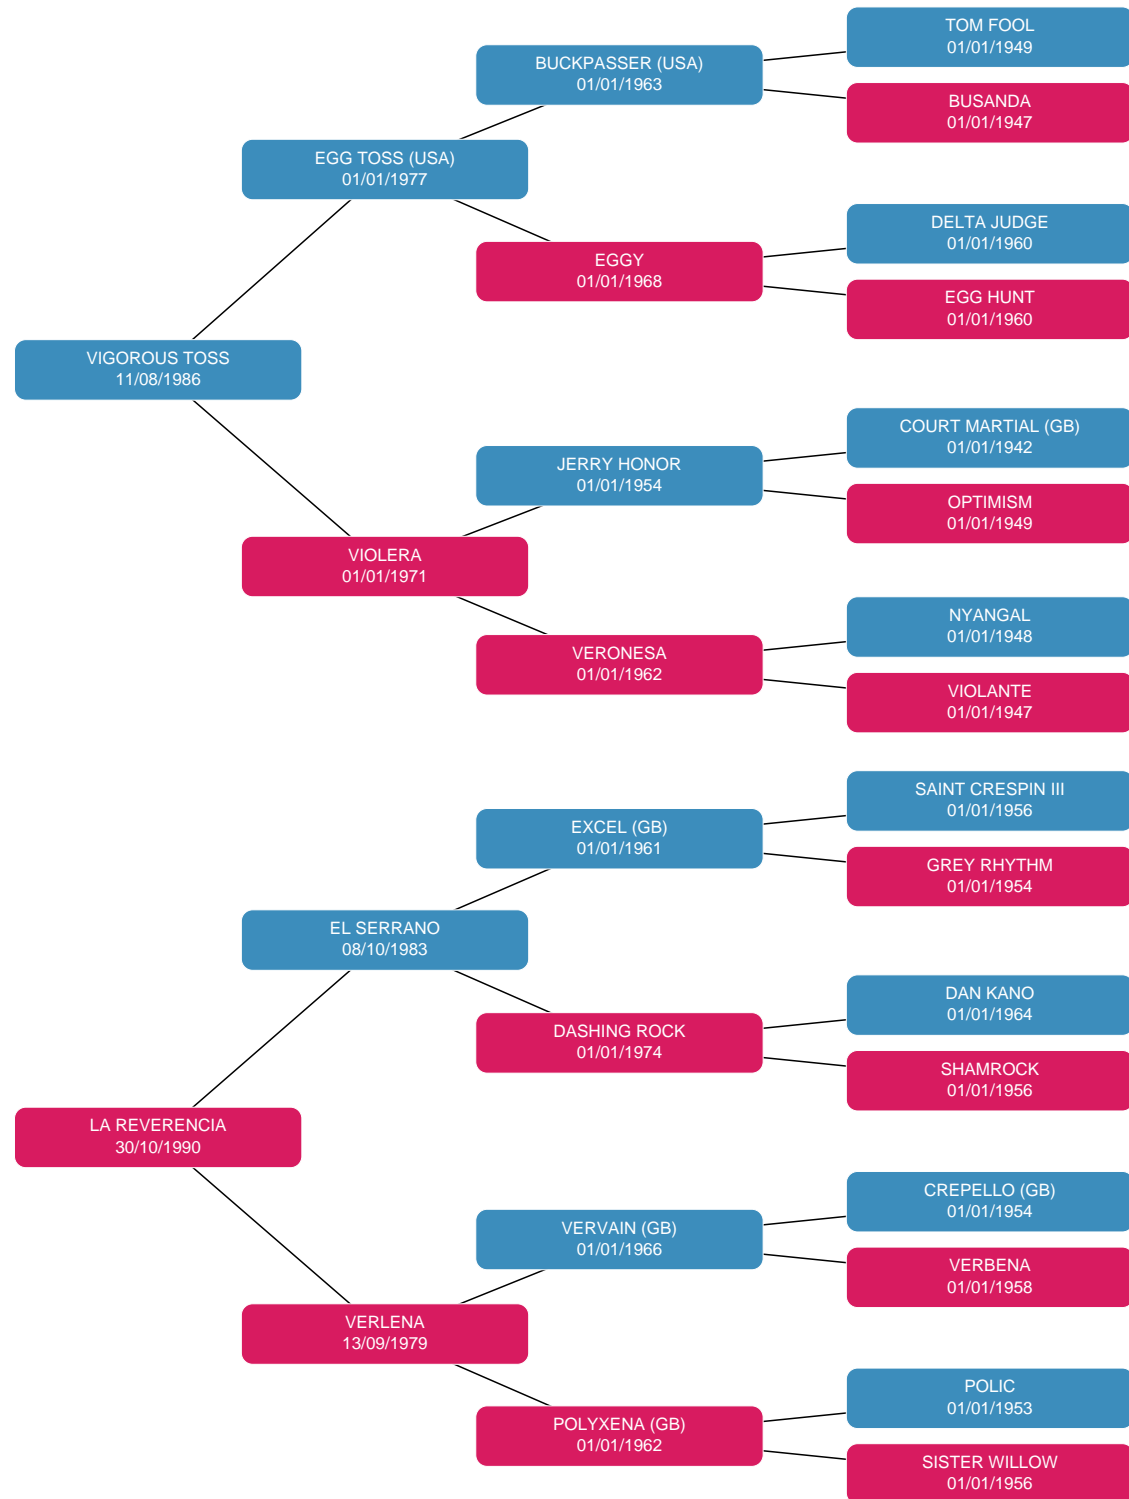 TOM FOOL
01/01/1949
BUCKPASSER (USA)
01/01/1963
BUSANDA
01/01/1947
EGG TOSS (USA)
01/01/1977
DELTA JUDGE
01/01/1960
EGGY
01/01/1968
EGG HUNT
01/01/1960
VIGOROUS TOSS
11/08/1986
COURT MARTIAL (GB)
01/01/1942
JERRY HONOR
01/01/1954
OPTIMISM
01/01/1949
VIOLERA
01/01/1971
NYANGAL
01/01/1948
VERONESA
01/01/1962
VIOLANTE
01/01/1947
SAINT CRESPIN III
01/01/1956
EXCEL (GB)
01/01/1961
GREY RHYTHM
01/01/1954
EL SERRANO
08/10/1983
DAN KANO
01/01/1964
DASHING ROCK
01/01/1974
SHAMROCK
01/01/1956
LA REVERENCIA
30/10/1990
CREPELLO (GB)
01/01/1954
VERVAIN (GB)
01/01/1966
VERBENA
01/01/1958
VERLENA
13/09/1979
POLIC
01/01/1953
POLYXENA (GB)
01/01/1962
SISTER WILLOW
01/01/1956